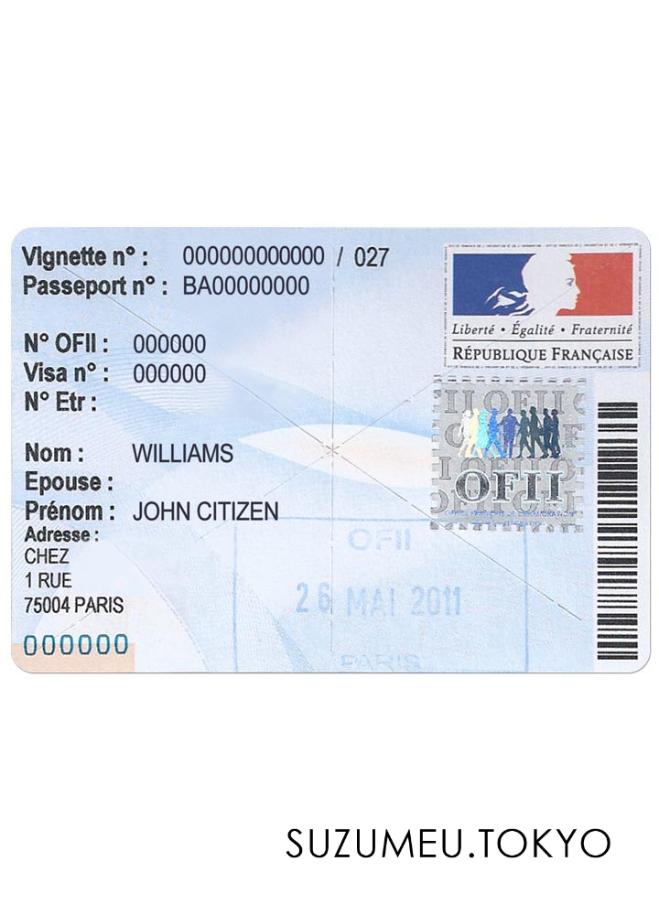 Vignette n° : 000000000000 / 027
Passeport n° : BA00000000
Liberté • Égalité • Fraternité
RÉPUBLIQUE FRANÇAISE
N° OFII : 000000
Visa n° : 000000
N° Etr :
OFII
Nom : WILLIAMS
Epouse :
Prénom : JOHN CITIZEN
Adresse :
CHEZ
1 RUE
75004 PARIS
000000
OFII
26 MAI 2011
PARIS
SUZUMEU.TOKYO